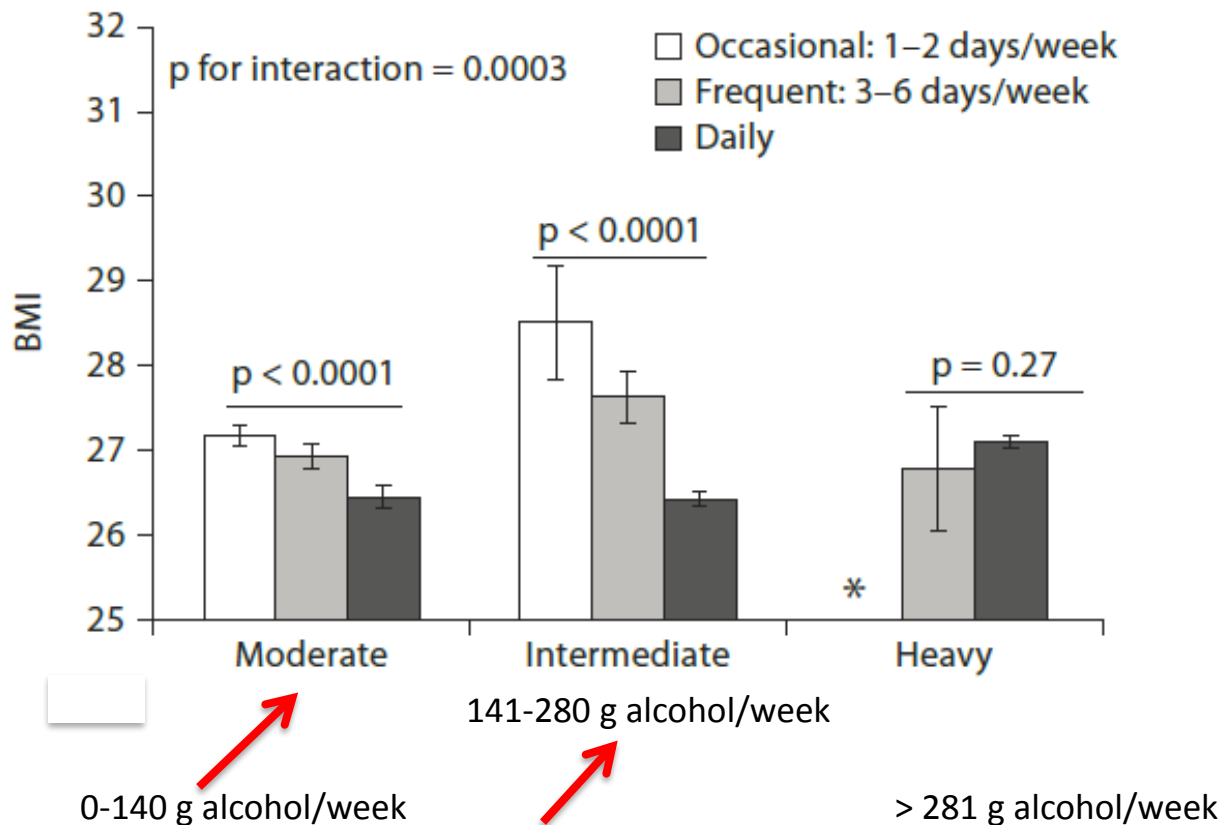 p for interaction = 0.0003
Occasional: 1–2 days/week
Frequent: 3–6 days/week
Daily
BMI
32
31
30
29
28
27
26
25
p < 0.0001
p < 0.0001
p = 0.27
*
Moderate
Intermediate
Heavy
141-280 g alcohol/week
0-140 g alcohol/week
> 281 g alcohol/week